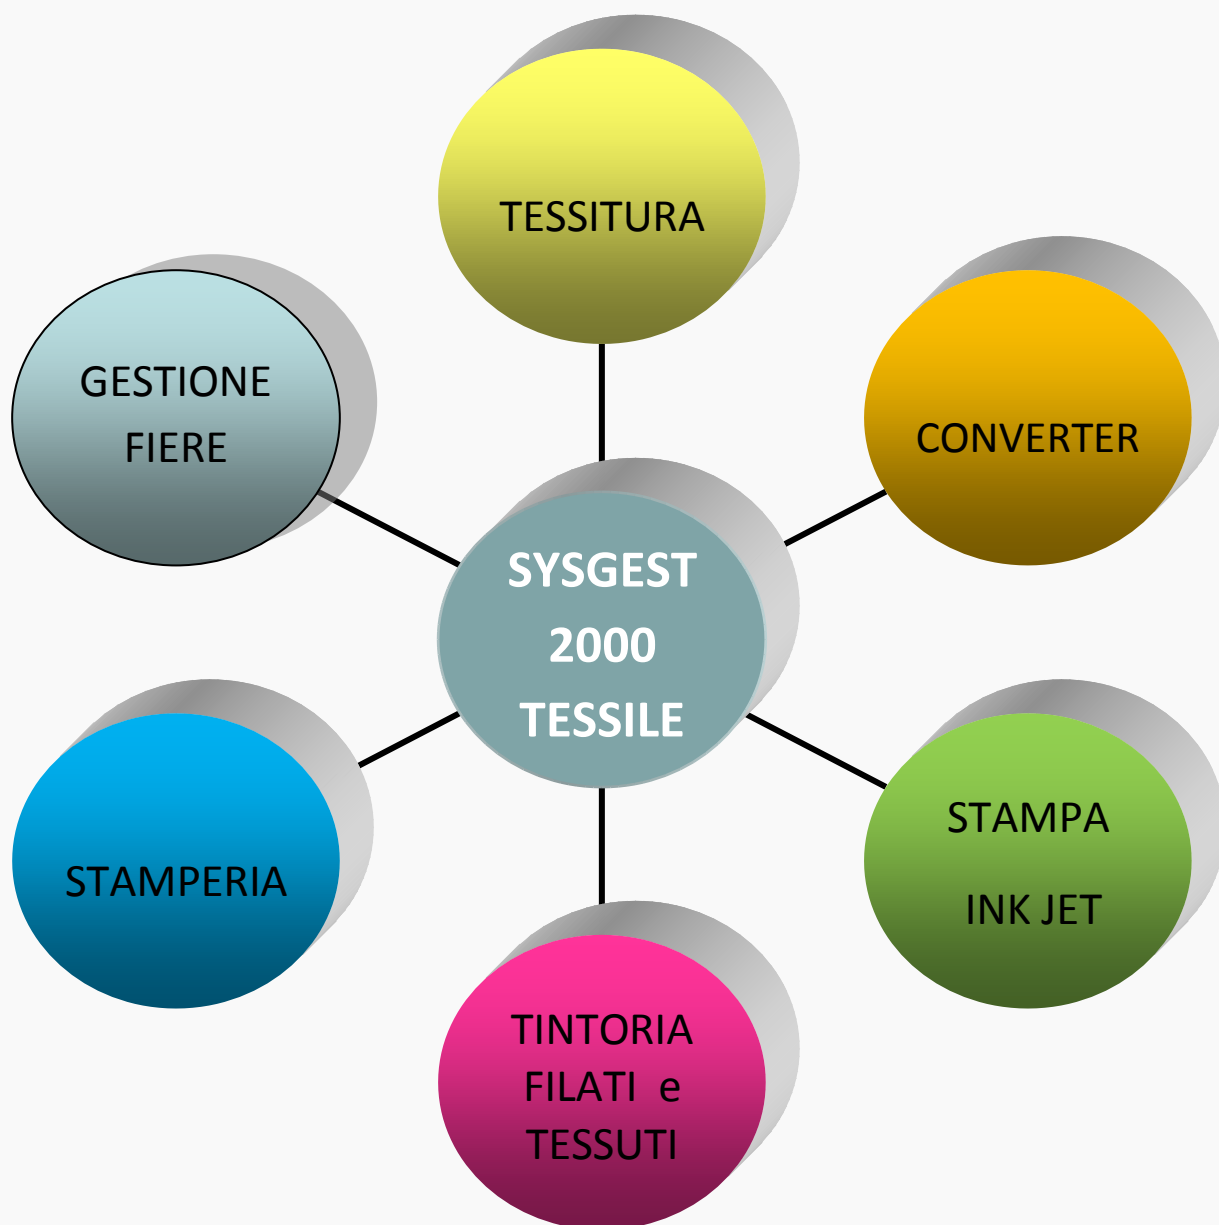 TESSITURA
GESTIONE
FIERE
CONVERTER
SYSGEST
2000
TESSILE
STAMPERIA
STAMPA
INK JET
TINTORIA
FILATI e
TESSUTI